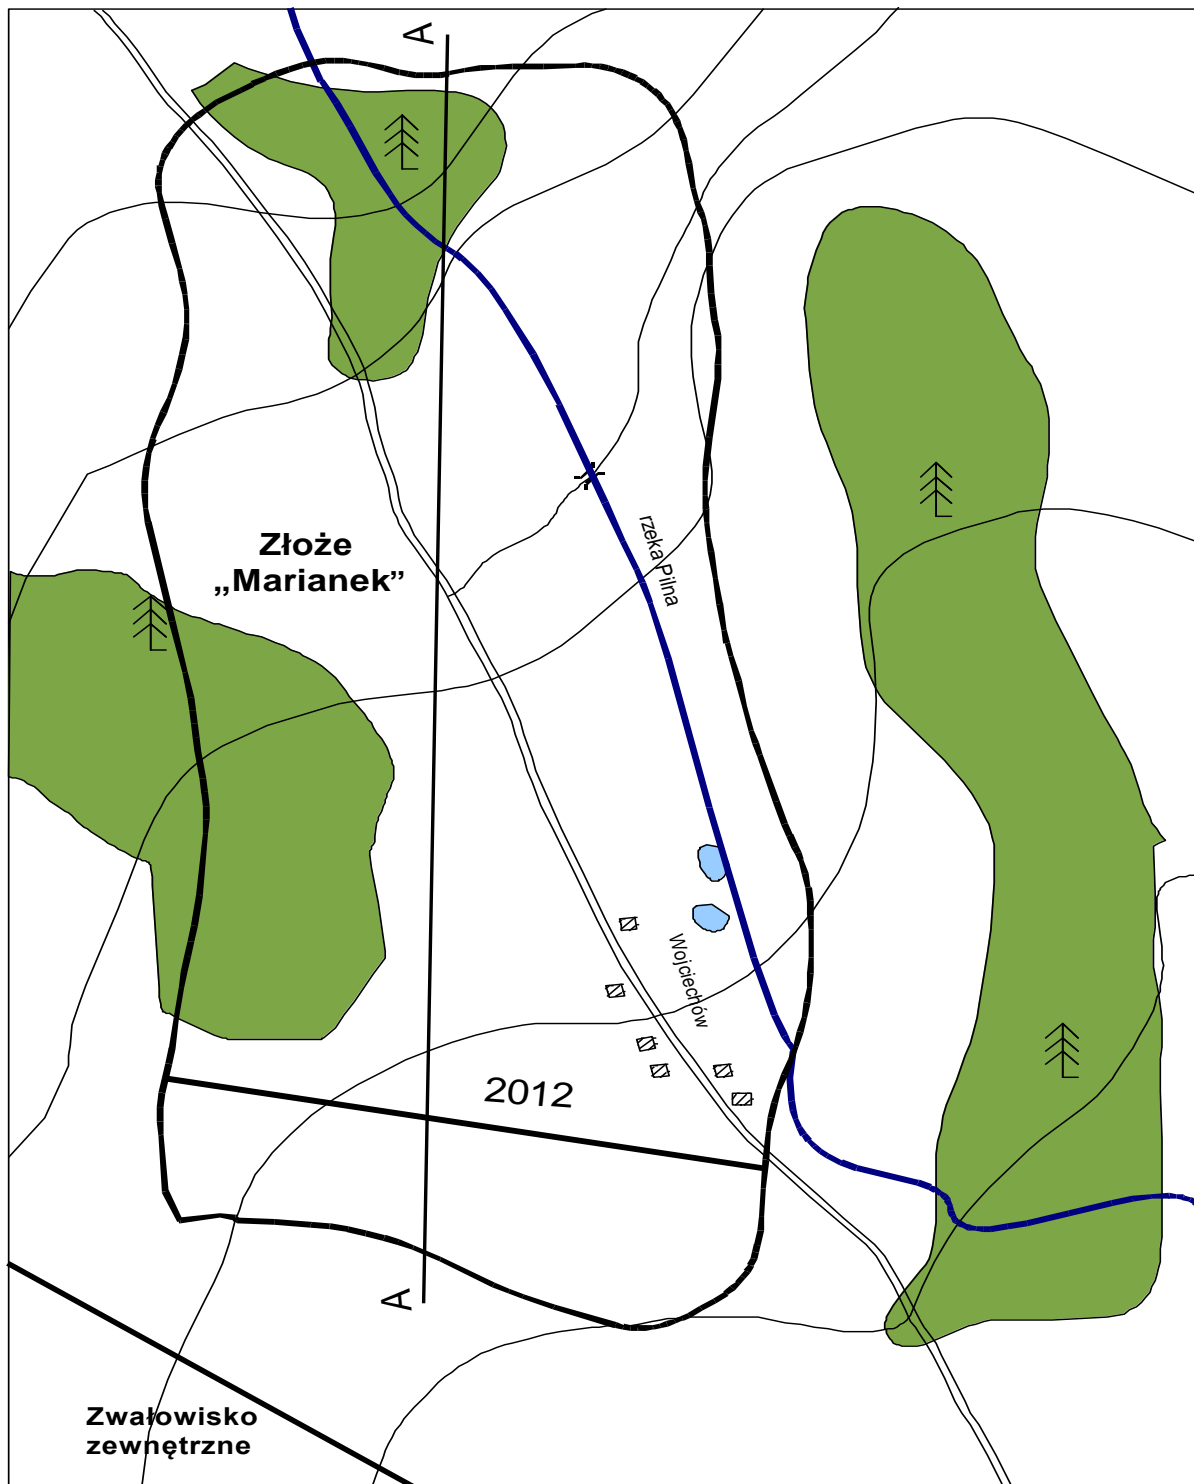 A
Złoże
„Marianek”
rzeka Pilna
Wojciechów
2012
A
Zwałowisko
zewnętrzne